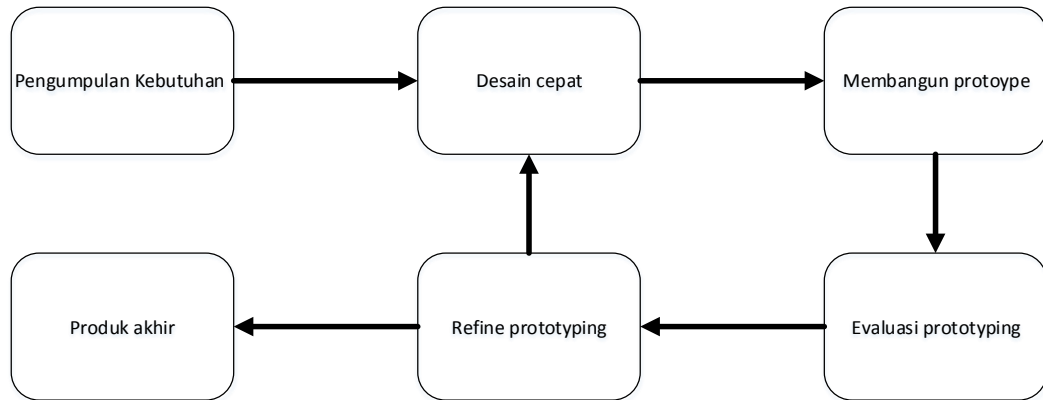 Pengumpulan Kebutuhan
Desain cepat
Membangun protoype
Produk akhir
Refine prototyping
Evaluasi prototyping